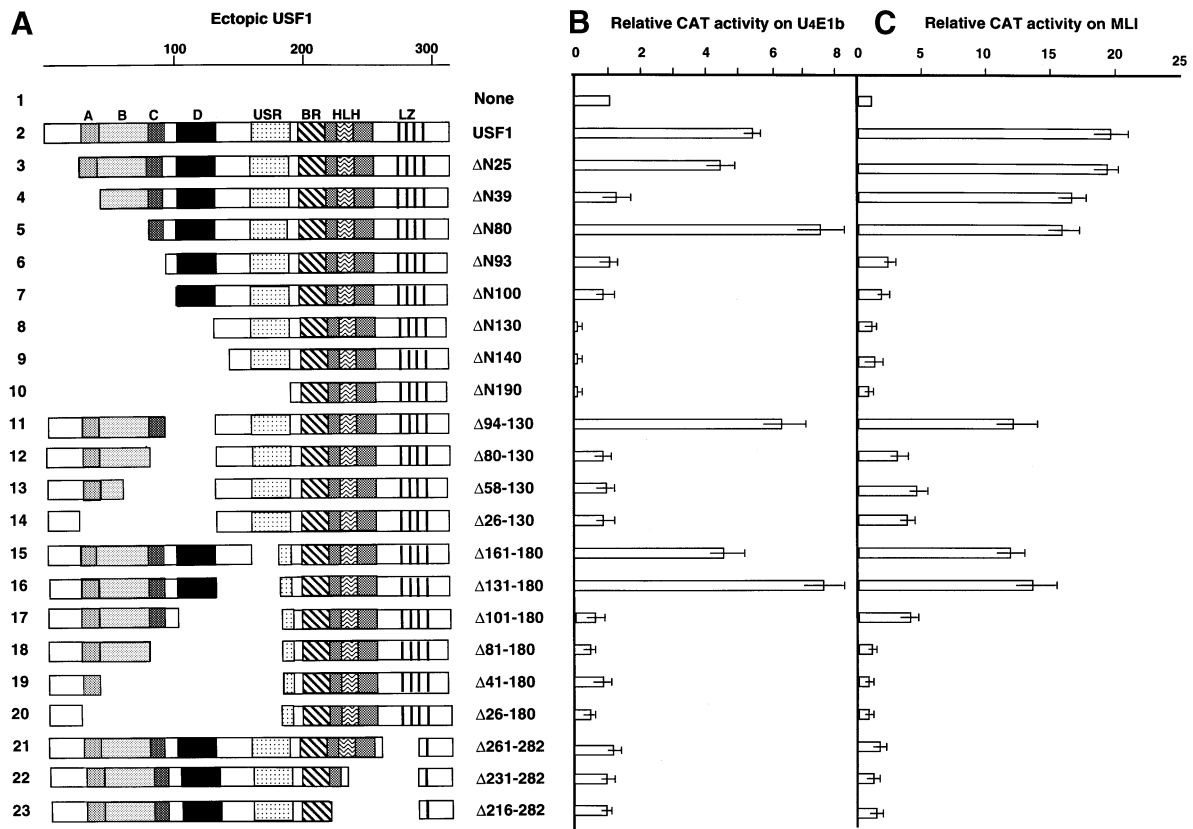 A Ectopic USF1 B Relative CAT activity on U4E1b C Relative CAT activity on MLI
100 200 300 0 2 4 6 8 0 5 10 15 20 25
1 None
A B C D USR BR HLH LZ
2 USF1
3 ΔN25
4 ΔN39
5 ΔN80
6 ΔN93
7 ΔN100
8 ΔN130
9 ΔN140
10 ΔN190
11 Δ94-130
12 Δ80-130
13 Δ58-130
14 Δ26-130
15 Δ161-180
16 Δ131-180
17 Δ101-180
18 Δ81-180
19 Δ41-180
20 Δ26-180
21 Δ261-282
22 Δ231-282
23 Δ216-282